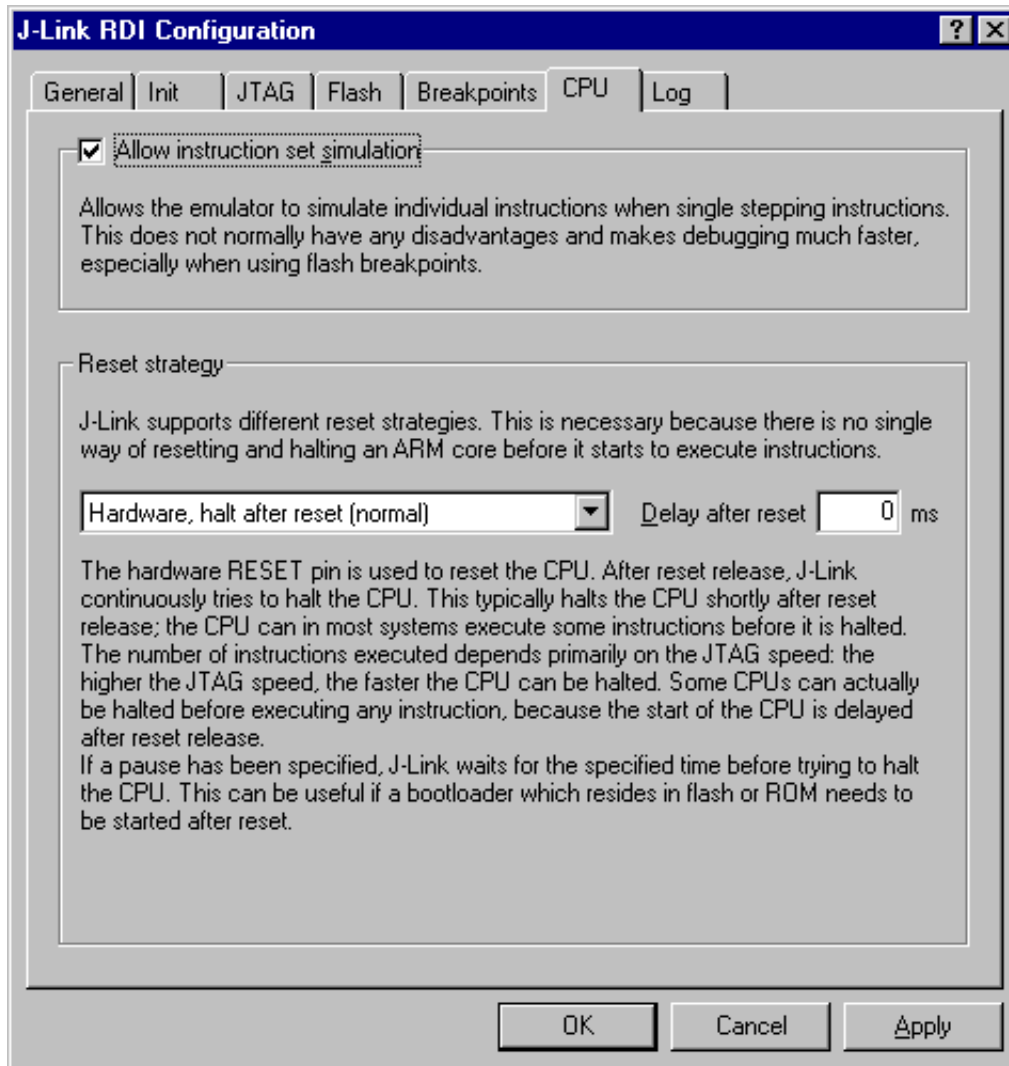 J-Link RDI Configuration
General Init JTAG Flash Breakpoints CPU Log
Allow instruction set simulation
Allows the emulator to simulate individual instructions when single stepping instructions.
This does not normally have any disadvantages and makes debugging much faster,
especially when using flash breakpoints.
Reset strategy
J-Link supports different reset strategies. This is necessary because there is no single
way of resetting and halting an ARM core before it starts to execute instructions.
Hardware, halt after reset (normal) Delay after reset 0 ms
The hardware RESET pin is used to reset the CPU. After reset release, J-Link
continuously tries to halt the CPU. This typically halts the CPU shortly after reset
release; the CPU can in most systems execute some instructions before it is halted.
The number of instructions executed depends primarily on the JTAG speed: the
higher the JTAG speed, the faster the CPU can be halted. Some CPUs can actually
be halted before executing any instruction, because the start of the CPU is delayed
after reset release.
If a pause has been specified, J-Link waits for the specified time before trying to halt
the CPU. This can be useful if a bootloader which resides in flash or ROM needs to
be started after reset.
OK Cancel Apply